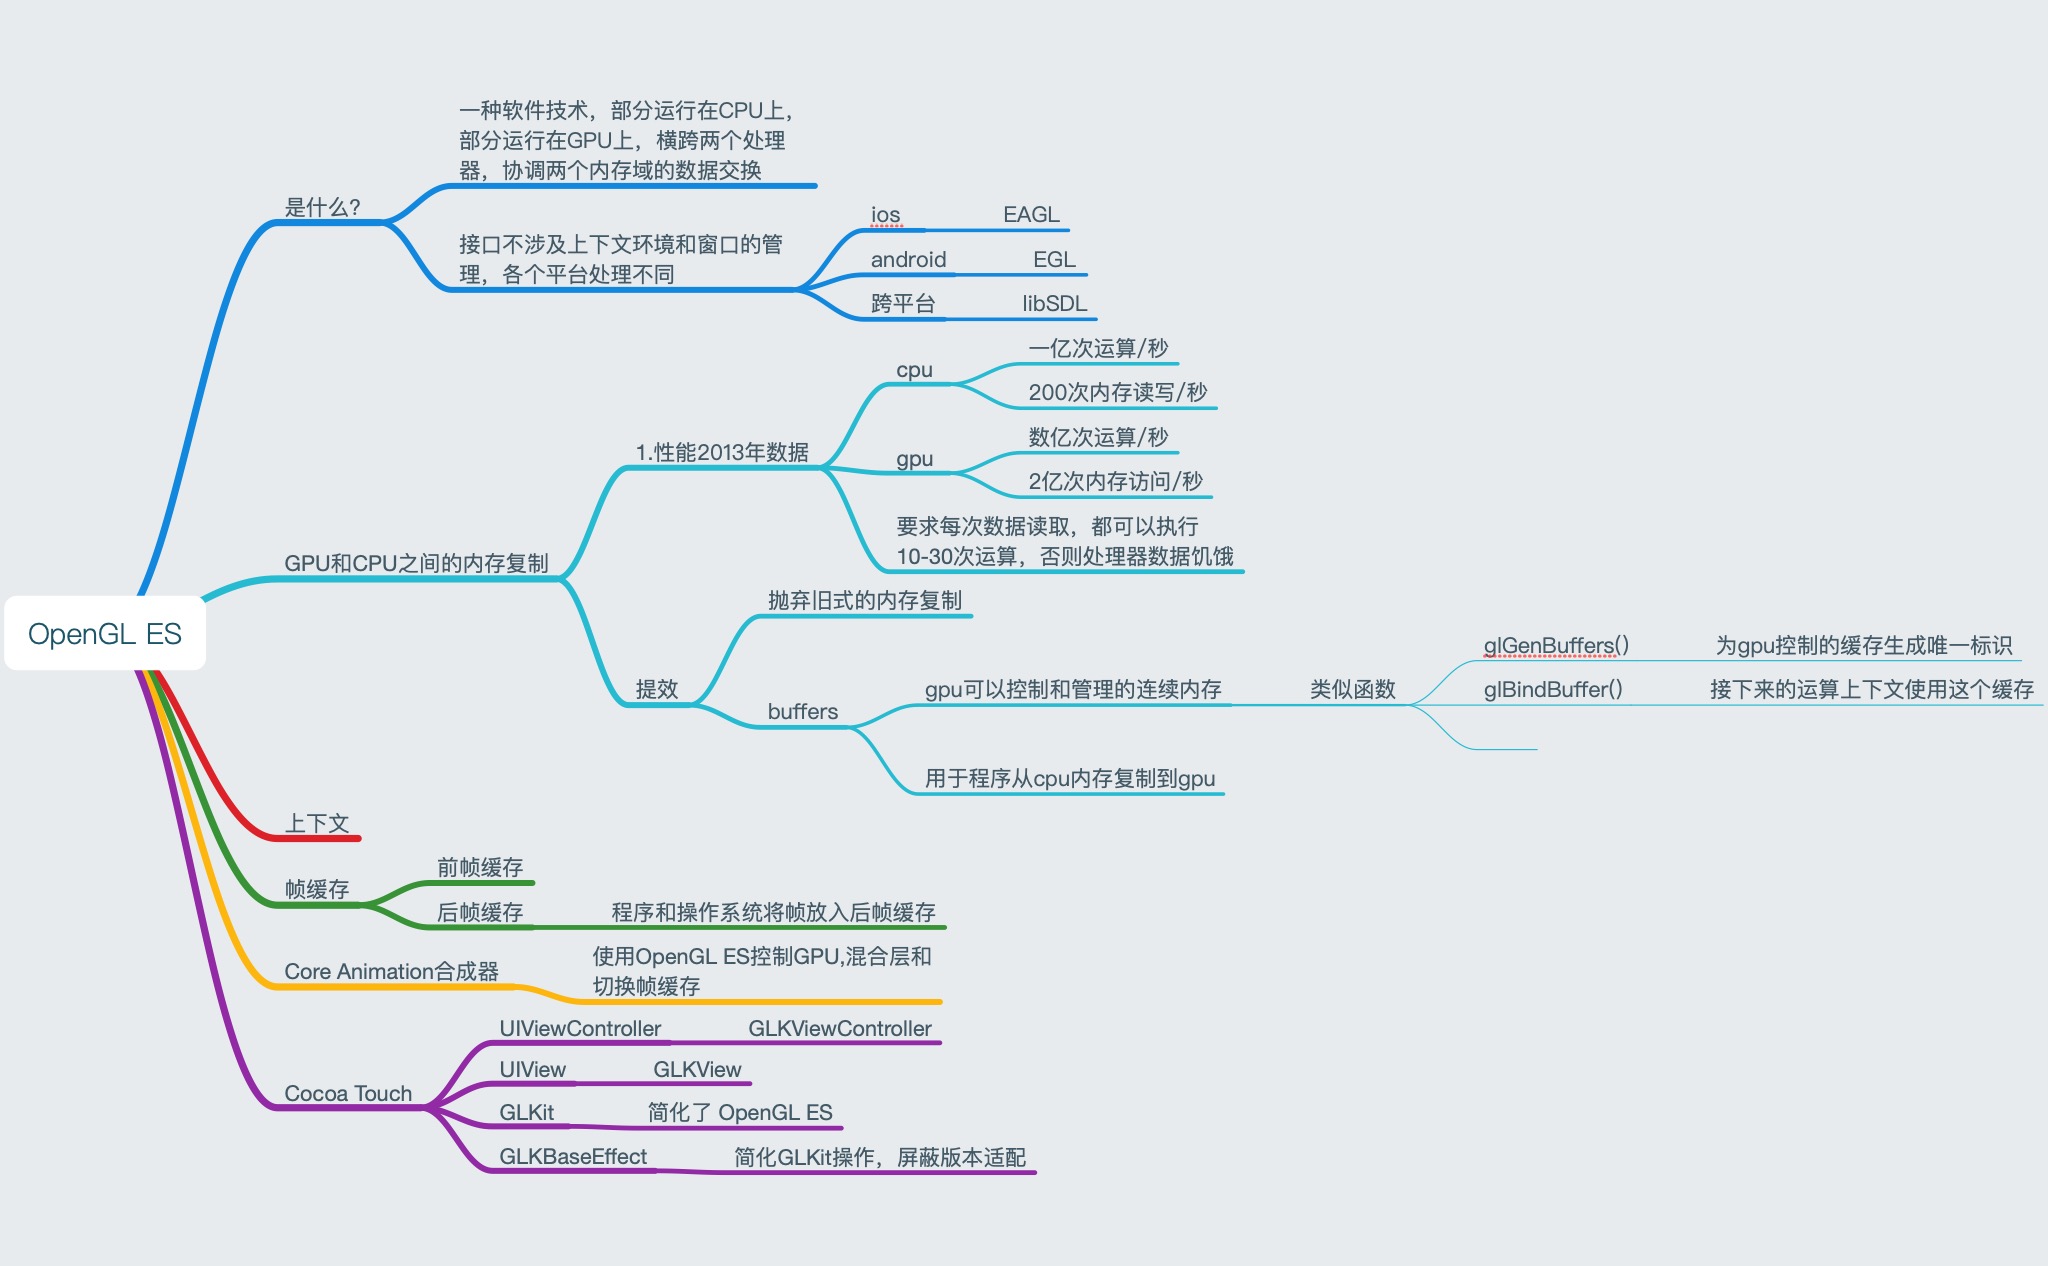 OpenGL ES
是什么?
一种软件技术，部分运行在CPU上，
部分运行在GPU上，横跨两个处理
器，协调两个内存域的数据交换
接口不涉及上下文环境和窗口的管
理，各个平台处理不同
ios
EAGL
android
EGL
跨平台
libSDL
GPU和CPU之间的内存复制
1.性能2013年数据
cpu
一亿次运算/秒
200次内存读写/秒
gpu
数亿次运算/秒
2亿次内存访问/秒
要求每次数据读取，都可以执行
10-30次运算，否则处理器数据饥饿
提效
抛弃旧式的内存复制
buffers
gpu可以控制和管理的连续内存
类似函数
glGenBuffers()
为gpu控制的缓存生成唯一标识
glBindBuffer()
接下来的运算上下文使用这个缓存
用于程序从cpu内存复制到gpu
上下文
帧缓存
前帧缓存
后帧缓存
程序和操作系统将帧放入后帧缓存
Core Animation合成器
使用OpenGL ES控制GPU,混合层和
切换帧缓存
Cocoa Touch
UIViewController
GLKViewController
UIView
GLKView
GLKit
简化了 OpenGL ES
GLKBaseEffect
简化GLKit操作，屏蔽版本适配